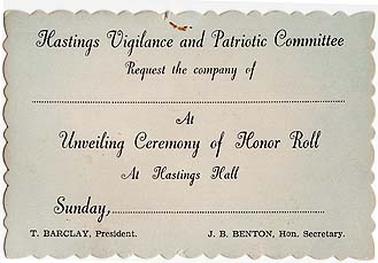 Hastings Vigilance and Patriotic Committee
Request the company of
At
Unveiling Ceremony of Honor Roll
At Hastings Hall
Sunday,
T. BARCLAY, President. J. B. BENTON, Hon. Secretary.